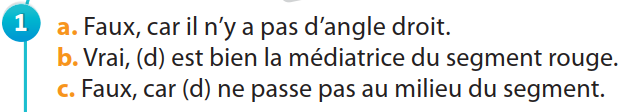 1 a. Faux, car il n'y a pas d'angle droit.
b. Vrai, (d) est bien la médiatrice du segment rouge.
c. Faux, car (d) ne passe pas au milieu du segment.